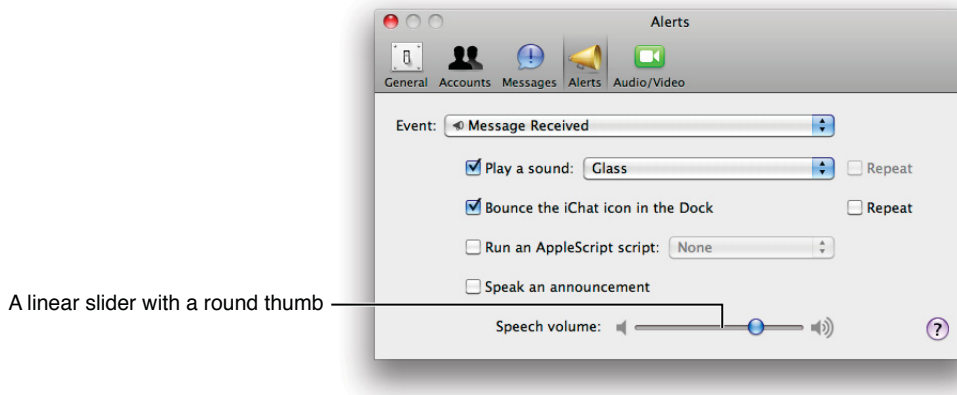 Alerts
General Accounts Messages Alerts Audio/Video
Event: Message Received
Play a sound: Glass Repeat
Bounce the iChat icon in the Dock Repeat
Run an AppleScript script: None
Speak an announcement
A linear slider with a round thumb
Speech volume: ?